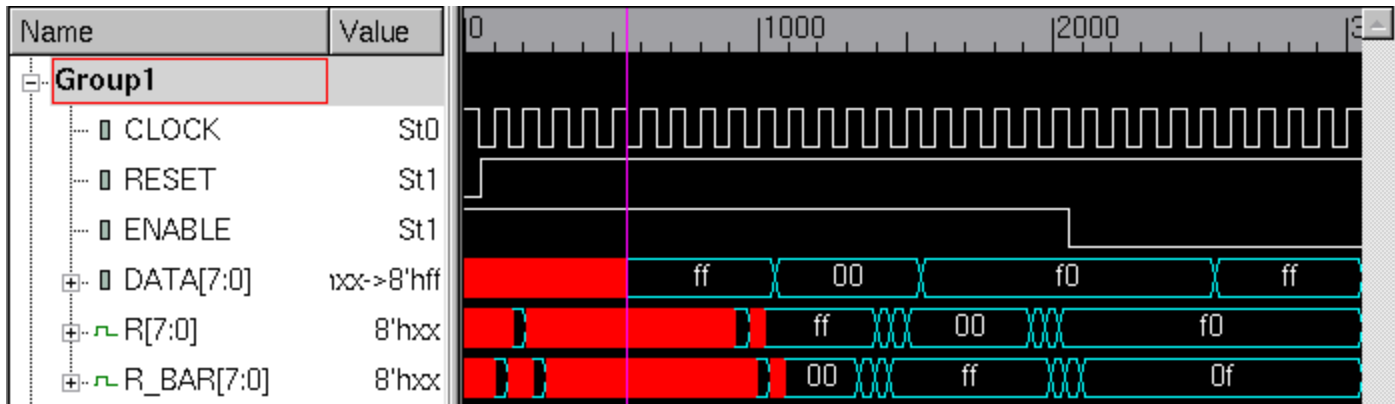 Name Value 0 1000 2000 3
Group1
CLOCK St0
RESET St1
ENABLE St1
DATA[7:0] xx->8'hff ff 00 f0 ff
R[7:0] 8'hxx ff 00 f0
R_BAR[7:0] 8'hxx 00 ff 0f